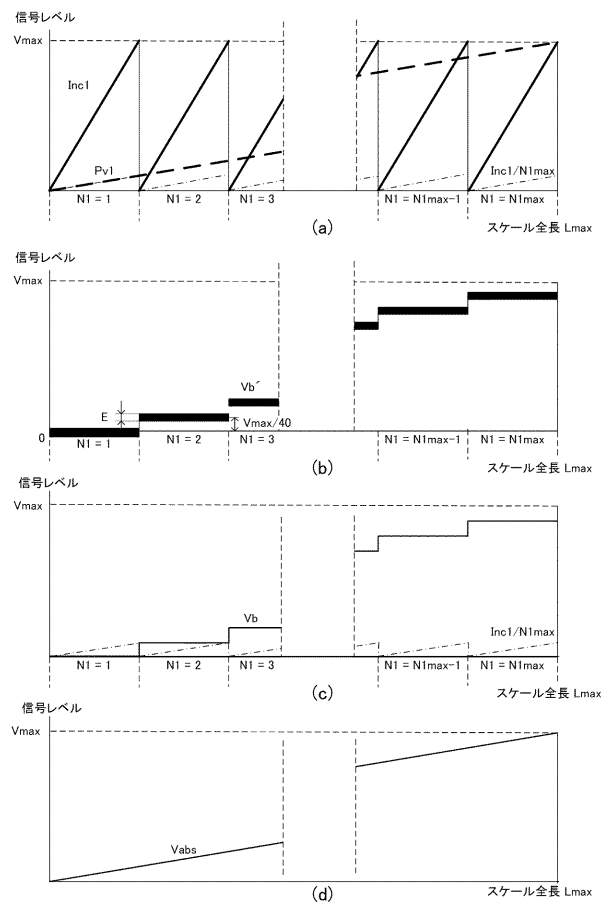 信号レベル
Vmax
Inc1
Pv1
Inc1/N1max
N1 = 1
N1 = 2
N1 = 3
N1 = N1max-1
N1 = N1max
(a)
スケール全長 Lmax
信号レベル
Vmax
Vb´
E
Vmax/40
0
N1 = 1
N1 = 2
N1 = 3
N1 = N1max-1
N1 = N1max
(b)
スケール全長 Lmax
信号レベル
Vmax
Vb
Inc1/N1max
N1 = 1
N1 = 2
N1 = 3
N1 = N1max-1
N1 = N1max
(c)
スケール全長 Lmax
信号レベル
Vmax
Vabs
(d)
スケール全長 Lmax